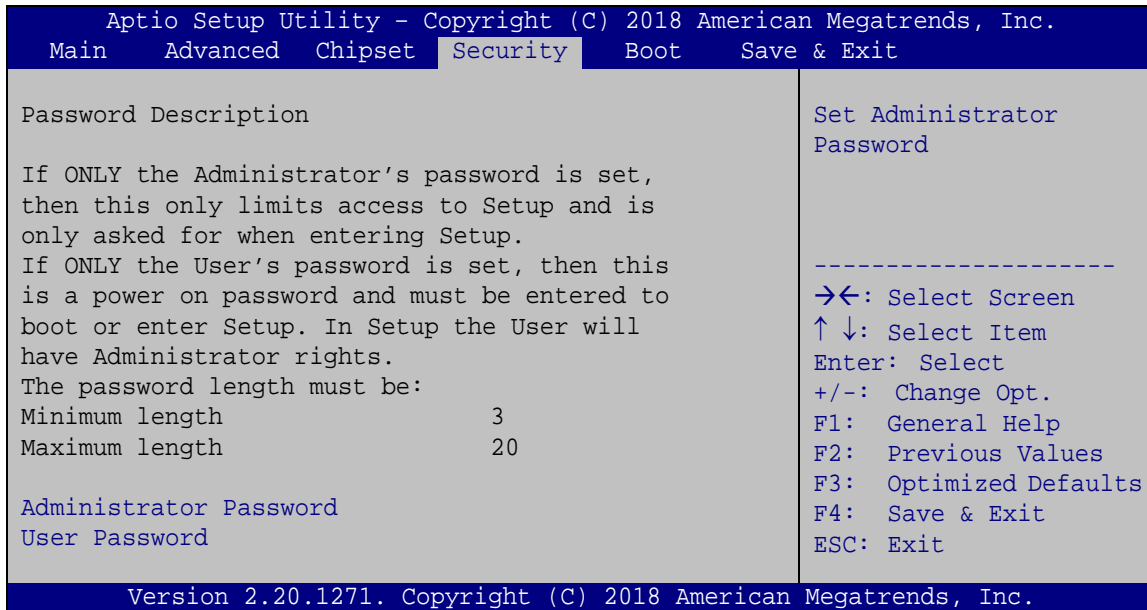 Aptio Setup Utility – Copyright (C) 2018 American Megatrends, Inc.
Main Advanced Chipset Security Boot Save & Exit
Password Description
If ONLY the Administrator’s password is set,
then this only limits access to Setup and is
only asked for when entering Setup.
If ONLY the User’s password is set, then this
is a power on password and must be entered to
boot or enter Setup. In Setup the User will
have Administrator rights.
The password length must be:
Minimum length 3
Maximum length 20
Administrator Password
User Password
Set Administrator
Password
---------------------
→←: Select Screen
↑ ↓: Select Item
Enter: Select
+/-: Change Opt.
F1: General Help
F2: Previous Values
F3: Optimized Defaults
F4: Save & Exit
ESC: Exit
Version 2.20.1271. Copyright (C) 2018 American Megatrends, Inc.